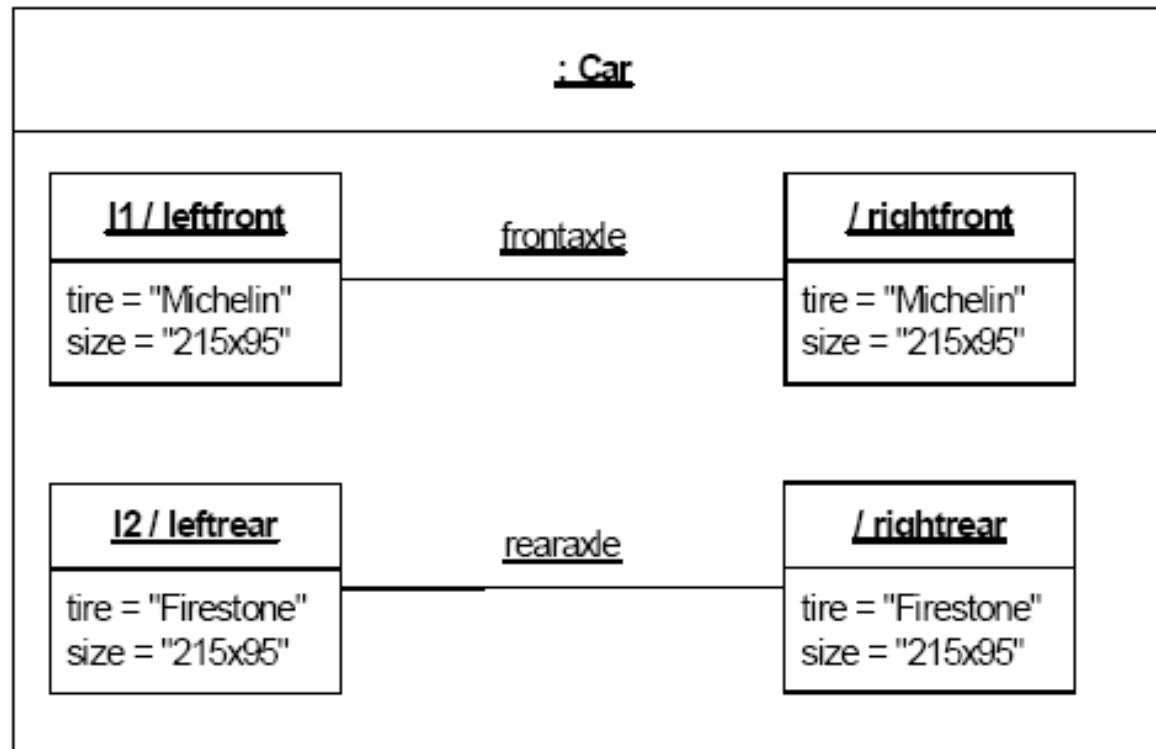 : Car
l1 / leftfront
frontaxle
/ rightfront
tire = "Michelin"
size = "215x95"
tire = "Michelin"
size = "215x95"
l2 / leftrear
rearaxle
/ rightrear
tire = "Firestone"
size = "215x95"
tire = "Firestone"
size = "215x95"